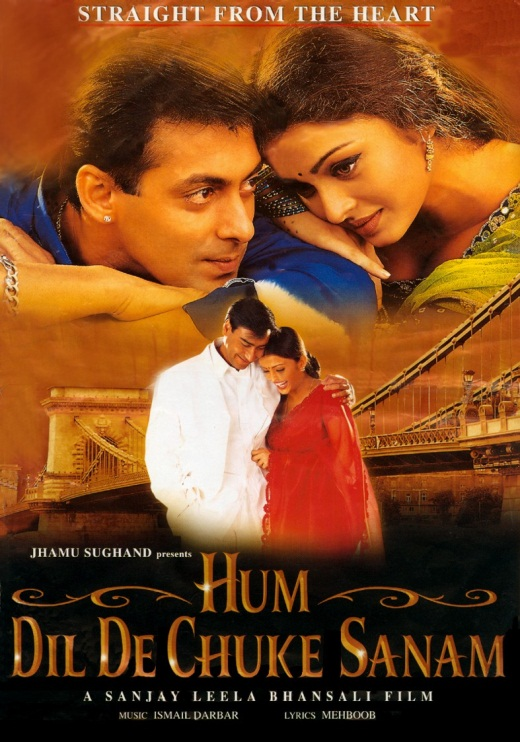 STRAIGHT FROM THE HEART
JHAMU SUGHAND presents
HUM
DIL DE CHUKE SANAM
A SANJAY LEELA BHANSALI FILM
MUSIC ISMAIL DARBAR LYRICS MEHBOOB